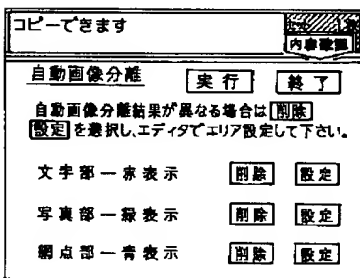 コピーできます
内容確認
自動画像分離 実行 終了
自動画像分離結果が異なる場合は削除
設定を選択し、エディタでエリア設定して下さい。
文字部ー赤表示 削除 設定
写真部ー緑表示 削除 設定
網点部ー青表示 削除 設定